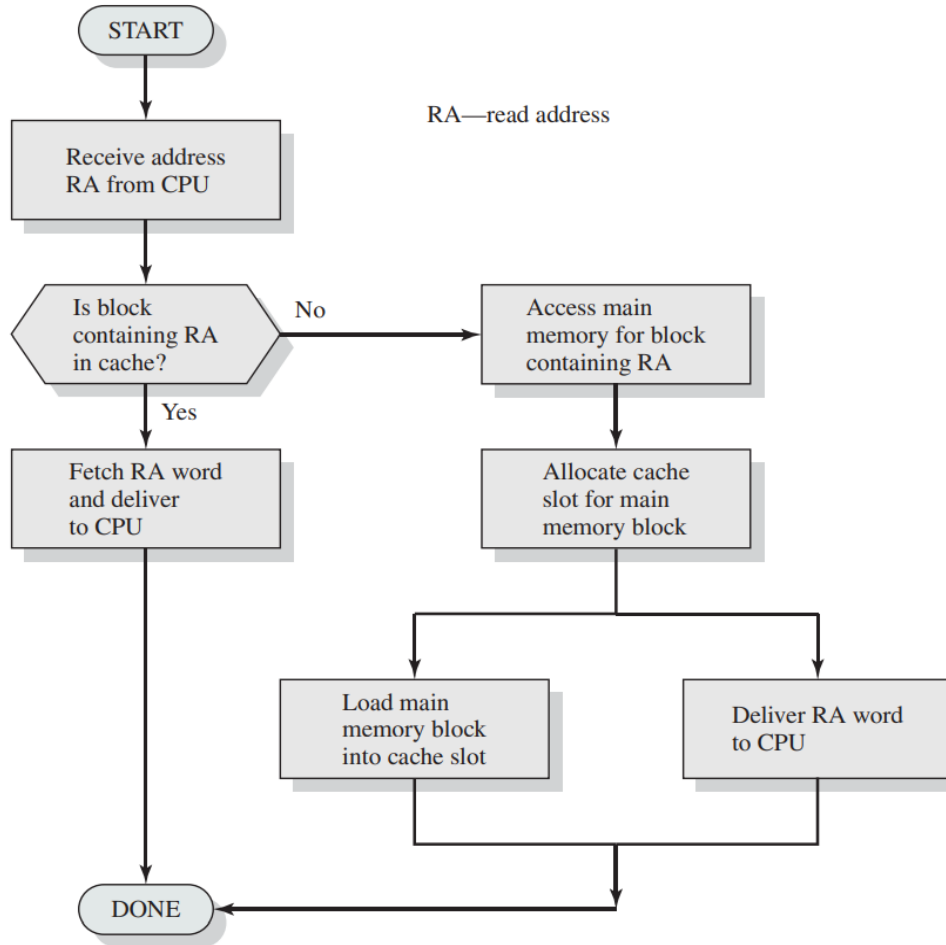 START
RA—read address
Receive address
RA from CPU
Is block
containing RA
in cache?
No
Access main
memory for block
containing RA
Yes
Fetch RA word
and deliver
to CPU
Allocate cache
slot for main
memory block
Load main
memory block
into cache slot
Deliver RA word
to CPU
DONE